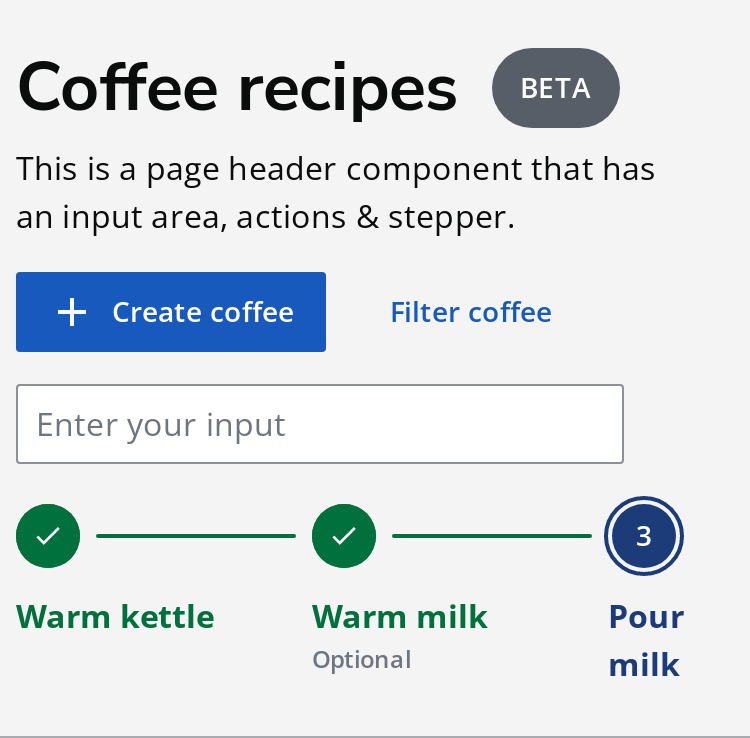 Coffee recipes BETA
This is a page header component that has
an input area, actions & stepper.
Create coffee Filter coffee
Enter your input
3
Warm kettle Warm milk Pour
Optional milk